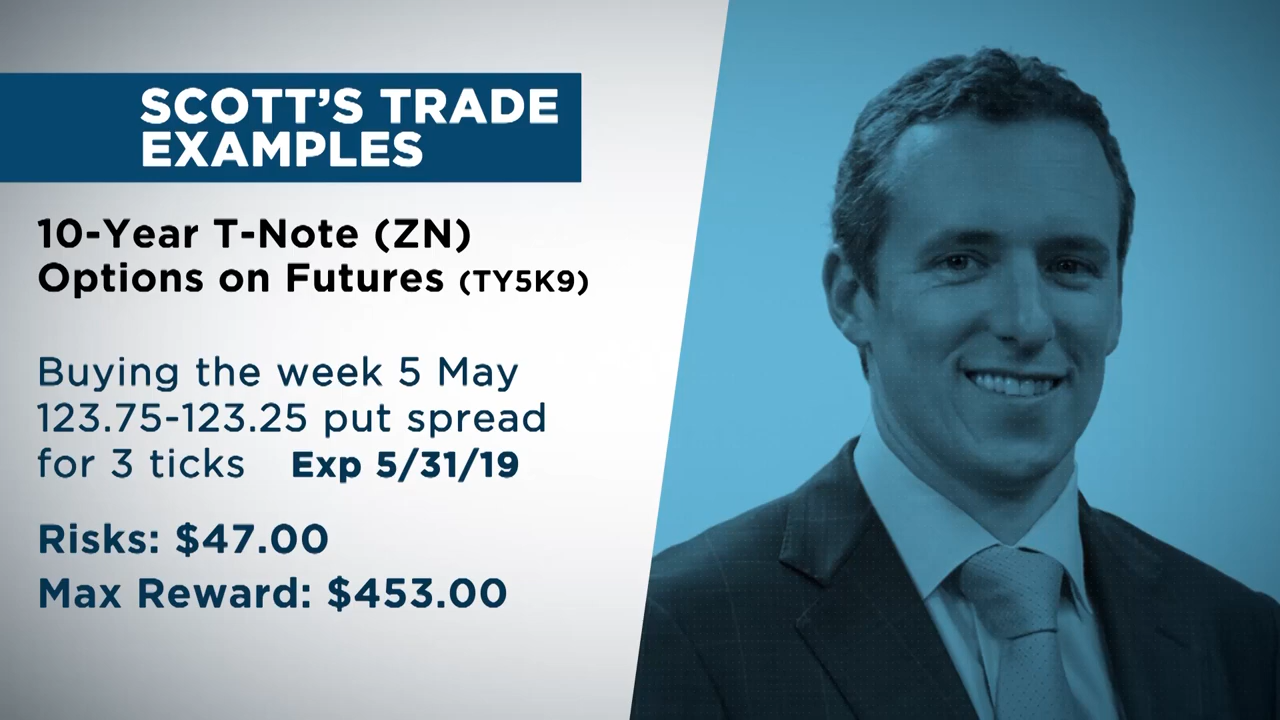 SCOTT'S TRADE
EXAMPLES
10-Year T-Note (ZN)
Options on Futures (TY5K9)
Buying the week 5 May
123.75-123.25 put spread
for 3 ticks Exp 5/31/19
Risks: $47.00
Max Reward: $453.00